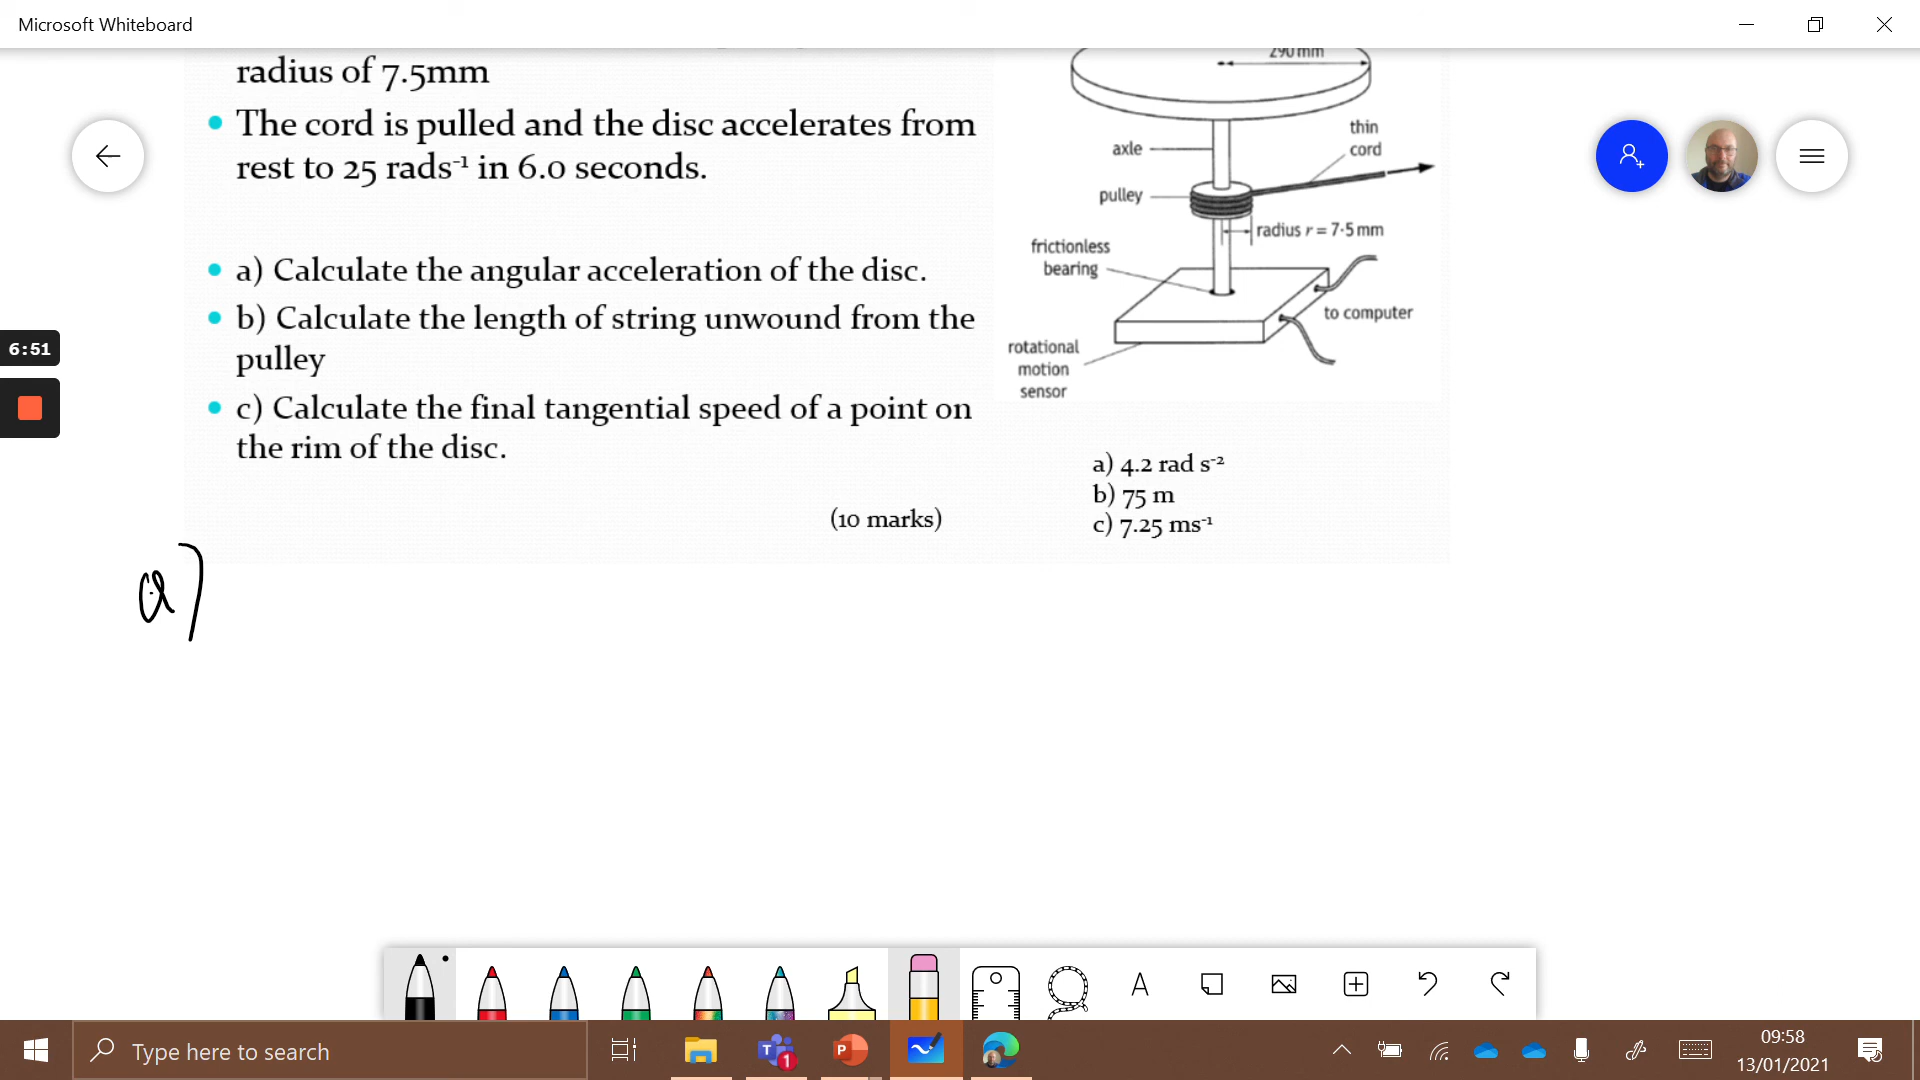 Microsoft Whiteboard
radius of 7.5mm
The cord is pulled and the disc accelerates from
rest to 25 rads⁻¹ in 6.0 seconds.
a) Calculate the angular acceleration of the disc.
b) Calculate the length of string unwound from the
pulley
c) Calculate the final tangential speed of a point on
the rim of the disc.
(10 marks)
290 mm
thin
cord
axle
pulley
radius r = 7·5 mm
frictionless
bearing
to computer
rotational
motion
sensor
a) 4.2 rad s⁻²
b) 75 m
c) 7.25 ms⁻¹
6:51
a)
A
Type here to search
T
1
P
09:58
13/01/2021